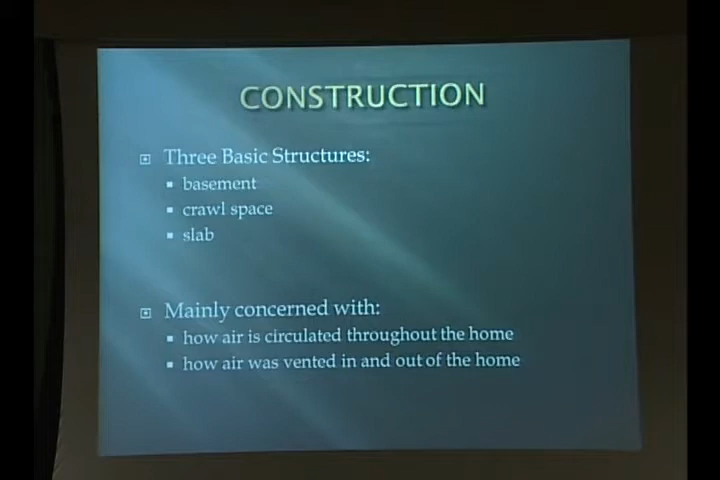 CONSTRUCTION
Three Basic Structures:
basement
crawl space
slab
Mainly concerned with:
how air is circulated throughout the home
how air was vented in and out of the home